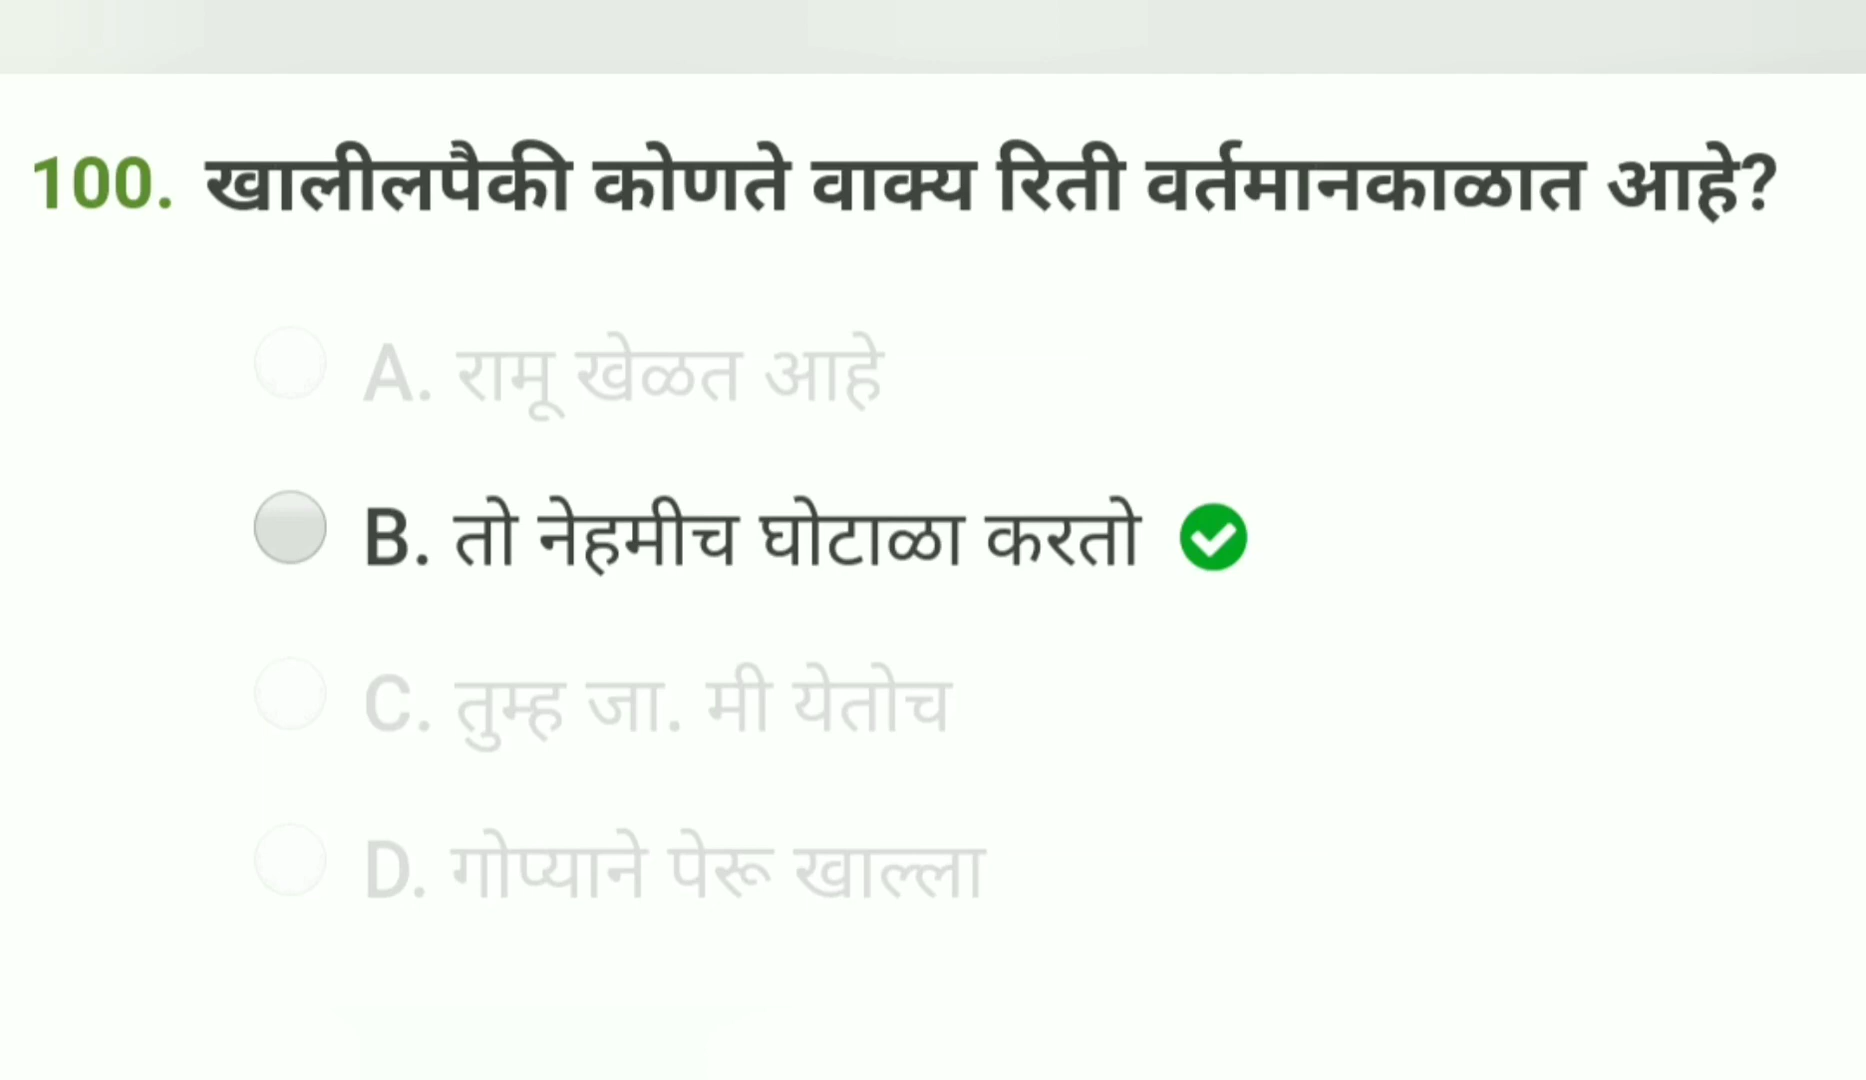 100. खालीलपैकी कोणते वाक्य रिती वर्तमानकाळात आहे?
A. रामू खेळत आहे
B. तो नेहमीच घोटाळा करतो
C. तुम्ह जा. मी येतोच
D. गोप्याने पेरू खाल्ला